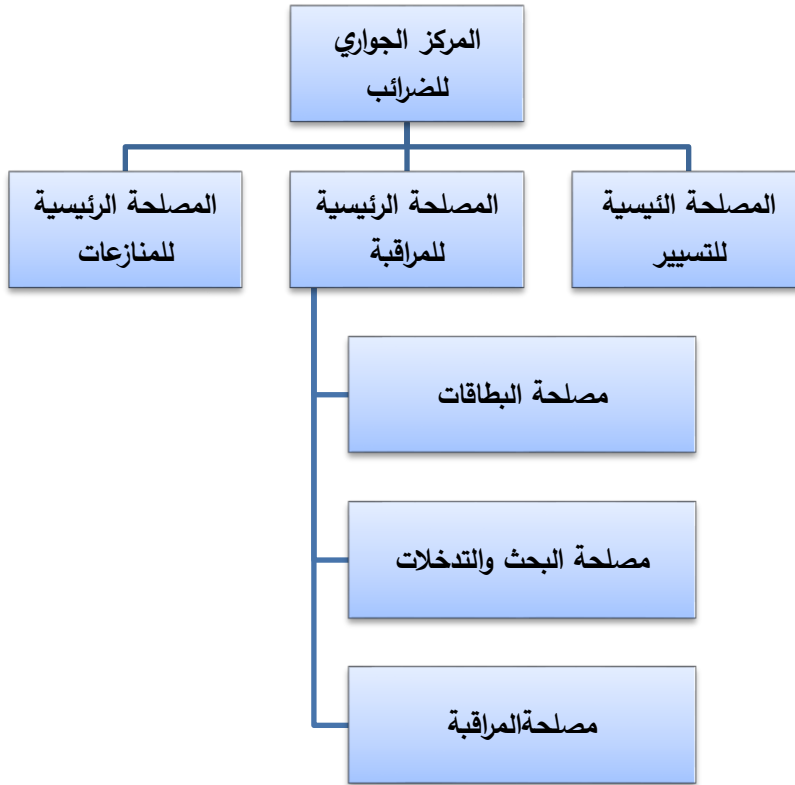 المركز الجواري
للضرائب
المصلحة الئيسية
للتسيير
المصلحة الرئيسية
للمراقبة
المصلحة الرئيسية
للمنازعات
مصلحة البطاقات
مصلحة البحث والتدخلات
مصلحةالمراقبة